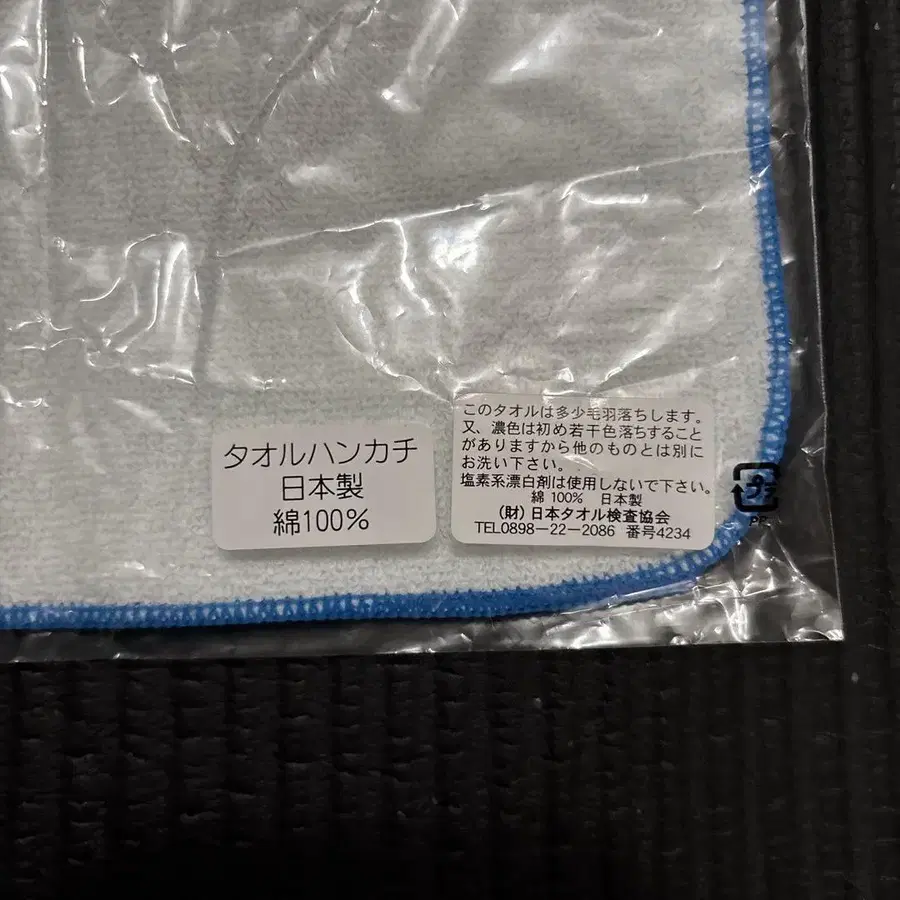 タオルハンカチ
日本製
綿100%
このタオルは多少毛羽落ちします。
又、濃色は初め若干色落ちすること
がありますから他のものとは別に
お洗い下さい。
塩素系漂白剤は使用しないで下さい。
綿 100% 日本製
(財)日本タオル検査協会
TEL0898-22-2086 番号4234
プラ
PP